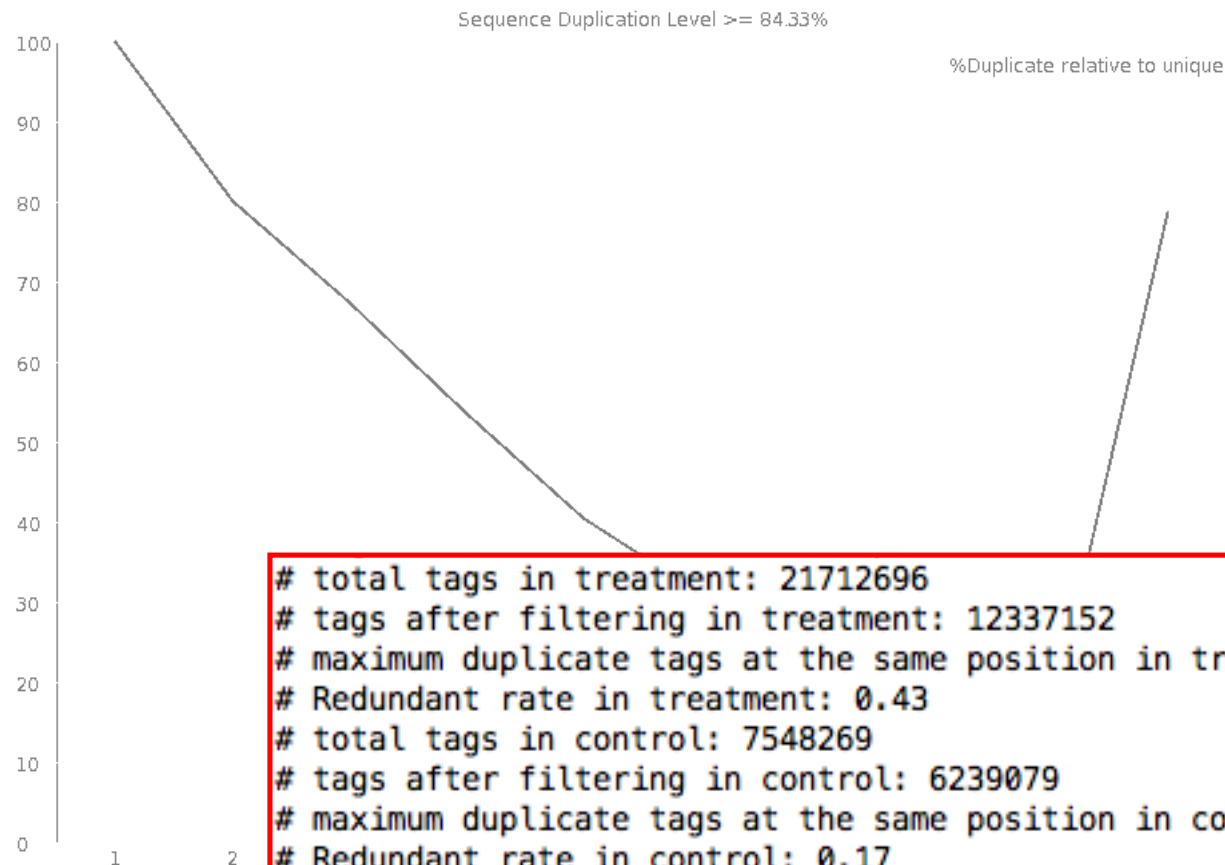 Sequence Duplication Level >= 84.33%
%Duplicate relative to unique
100
90
80
70
60
50
40
30
20
10
0
1 2
# total tags in treatment: 21712696
# tags after filtering in treatment: 12337152
# maximum duplicate tags at the same position in tr
# Redundant rate in treatment: 0.43
# total tags in control: 7548269
# tags after filtering in control: 6239079
# maximum duplicate tags at the same position in co
# Redundant rate in control: 0.17